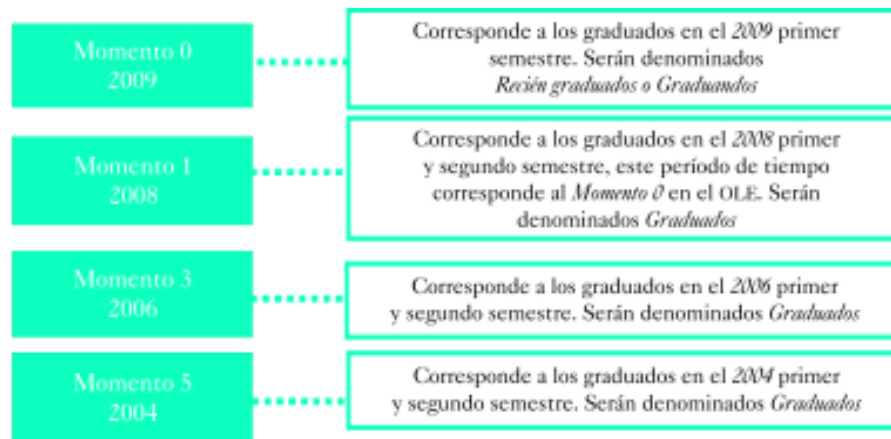 Momento 0
2009
Corresponde a los graduados en el 2009 primer
semestre. Serán denominados
Recién graduados o Graduandos
Momento 1
2008
Corresponde a los graduados en el 2008 primer
y segundo semestre, este período de tiempo
corresponde al Momento 0 en el OLE. Serán
denominados Graduados
Momento 3
2006
Corresponde a los graduados en el 2006 primer
y segundo semestre. Serán denominados Graduados
Momento 5
2004
Corresponde a los graduados en el 2004 primer
y segundo semestre. Serán denominados Graduados